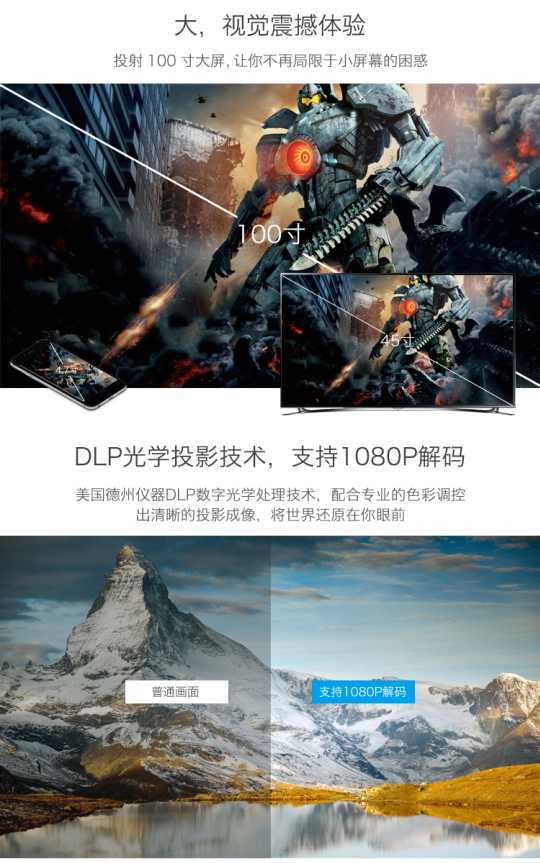 大，视觉震撼体验
投射 100 寸大屏, 让你不再局限于小屏幕的困惑
100寸
45寸
4.7寸
DLP光学投影技术，支持1080P解码
美国德州仪器DLP数字光学处理技术，配合专业的色彩调控
出清晰的投影成像，将世界还原在你眼前
普通画面
支持1080P解码